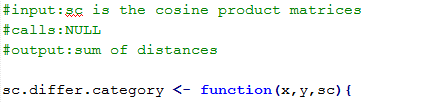 #input:sc is the cosine product matrices
#calls:NULL
#output:sum of distances
sc.differ.category <- function(x,y,sc){